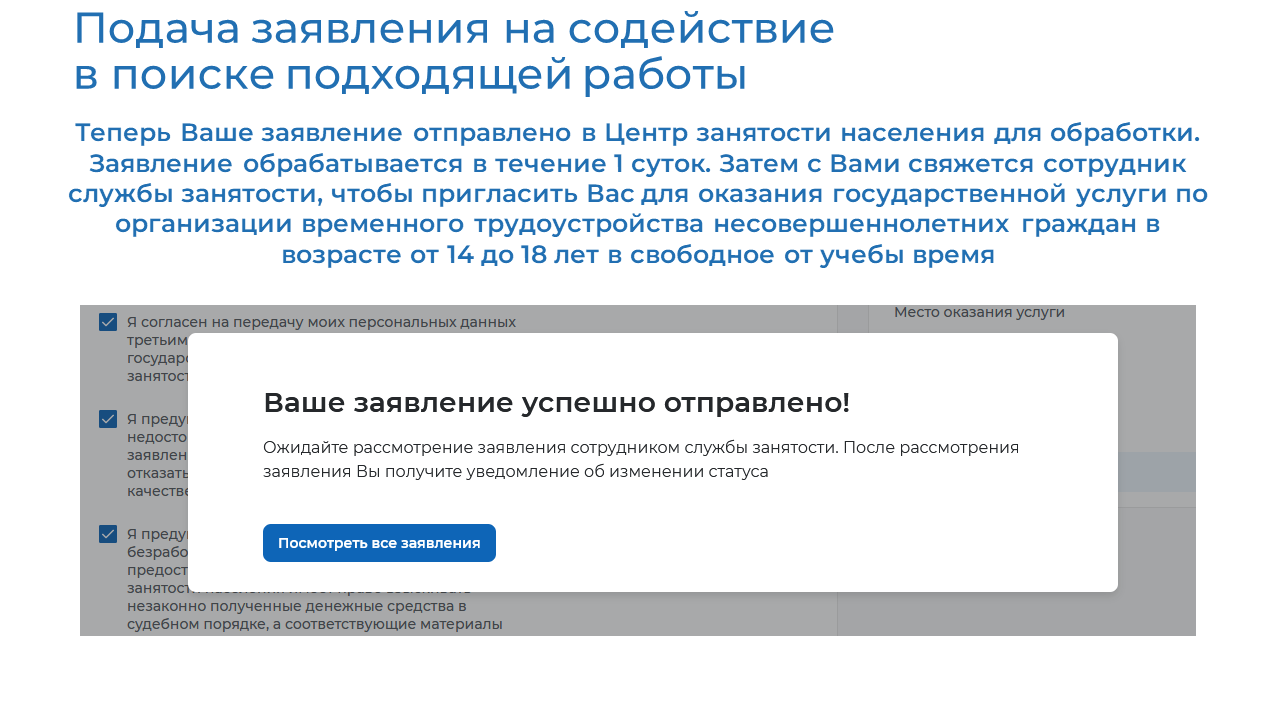 Подача заявления на содействие
в поиске подходящей работы
Теперь Ваше заявление отправлено в Центр занятости населения для обработки.
Заявление обрабатывается в течение 1 суток. Затем с Вами свяжется сотрудник
службы занятости, чтобы пригласить Вас для оказания государственной услуги по
организации временного трудоустройства несовершеннолетних граждан в
возрасте от 14 до 18 лет в свободное от учебы время
Место оказания услуги
Я согласен на передачу моих персональных данных
третьим
Ваше заявление успешно отправлено!
Ожидайте рассмотрение заявления сотрудником службы занятости. После рассмотрения
заявления Вы получите уведомление об изменении статуса
Посмотреть все заявления
Я
Я
незаконно полученные денежные средства в
судебном порядке, а соответствующие материалы